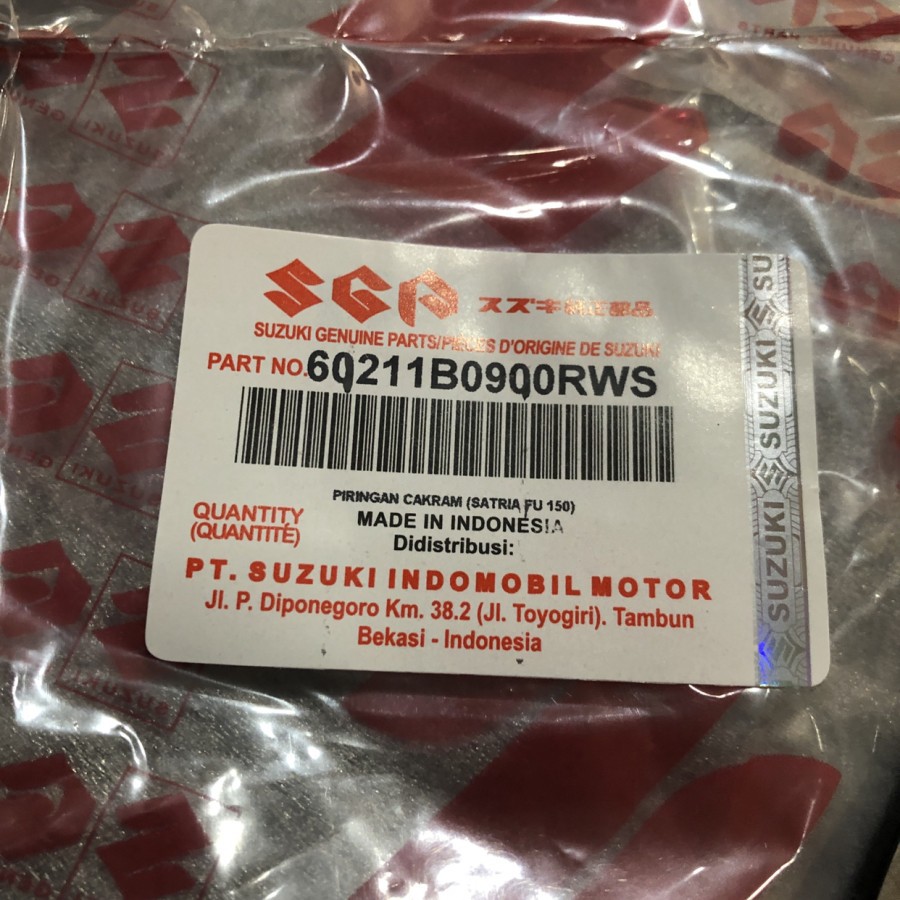 SGP スズキ純正部品
SUZUKI GENUINE PARTS/PIECES D'ORIGINE DE SUZUKI
PART NO. 60211B0900RWS
PIRINGAN CAKRAM (SATRIA FU 150)
QUANTITY
(QUANTITÉ)
MADE IN INDONESIA
Didistribusi:
PT. SUZUKI INDOMOBIL MOTOR
Jl. P. Diponegoro Km. 38.2 (Jl. Toyogiri). Tambun
Bekasi - Indonesia
SUZUKI
SUZUKI
SU